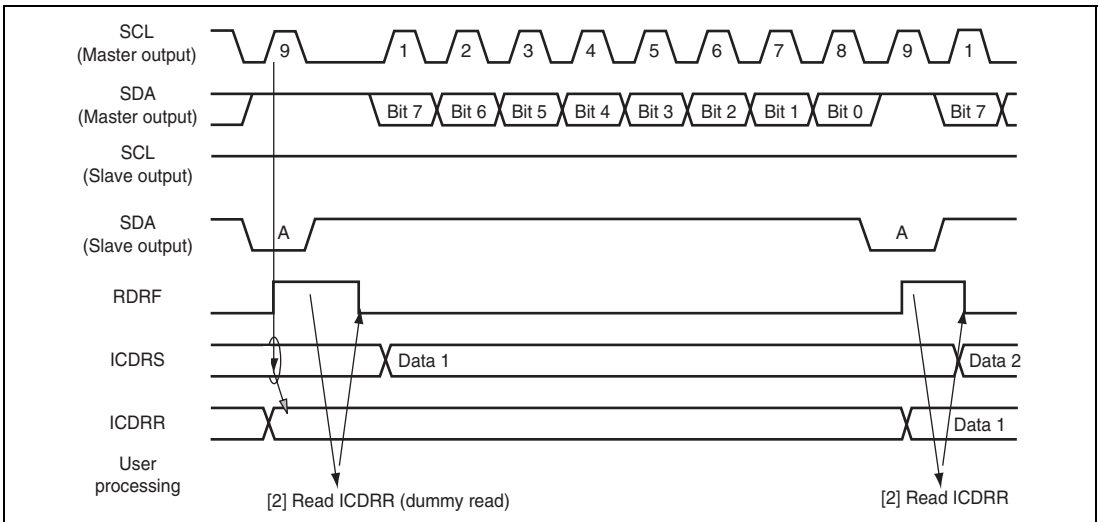 SCL
(Master output)
9 1 2 3 4 5 6 7 8 9 1
SDA
(Master output)
Bit 7 Bit 6 Bit 5 Bit 4 Bit 3 Bit 2 Bit 1 Bit 0 Bit 7
SCL
(Slave output)
SDA
(Slave output)
A A
RDRF
ICDRS
Data 1 Data 2
ICDRR
Data 1
User
processing
[2] Read ICDRR (dummy read) [2] Read ICDRR